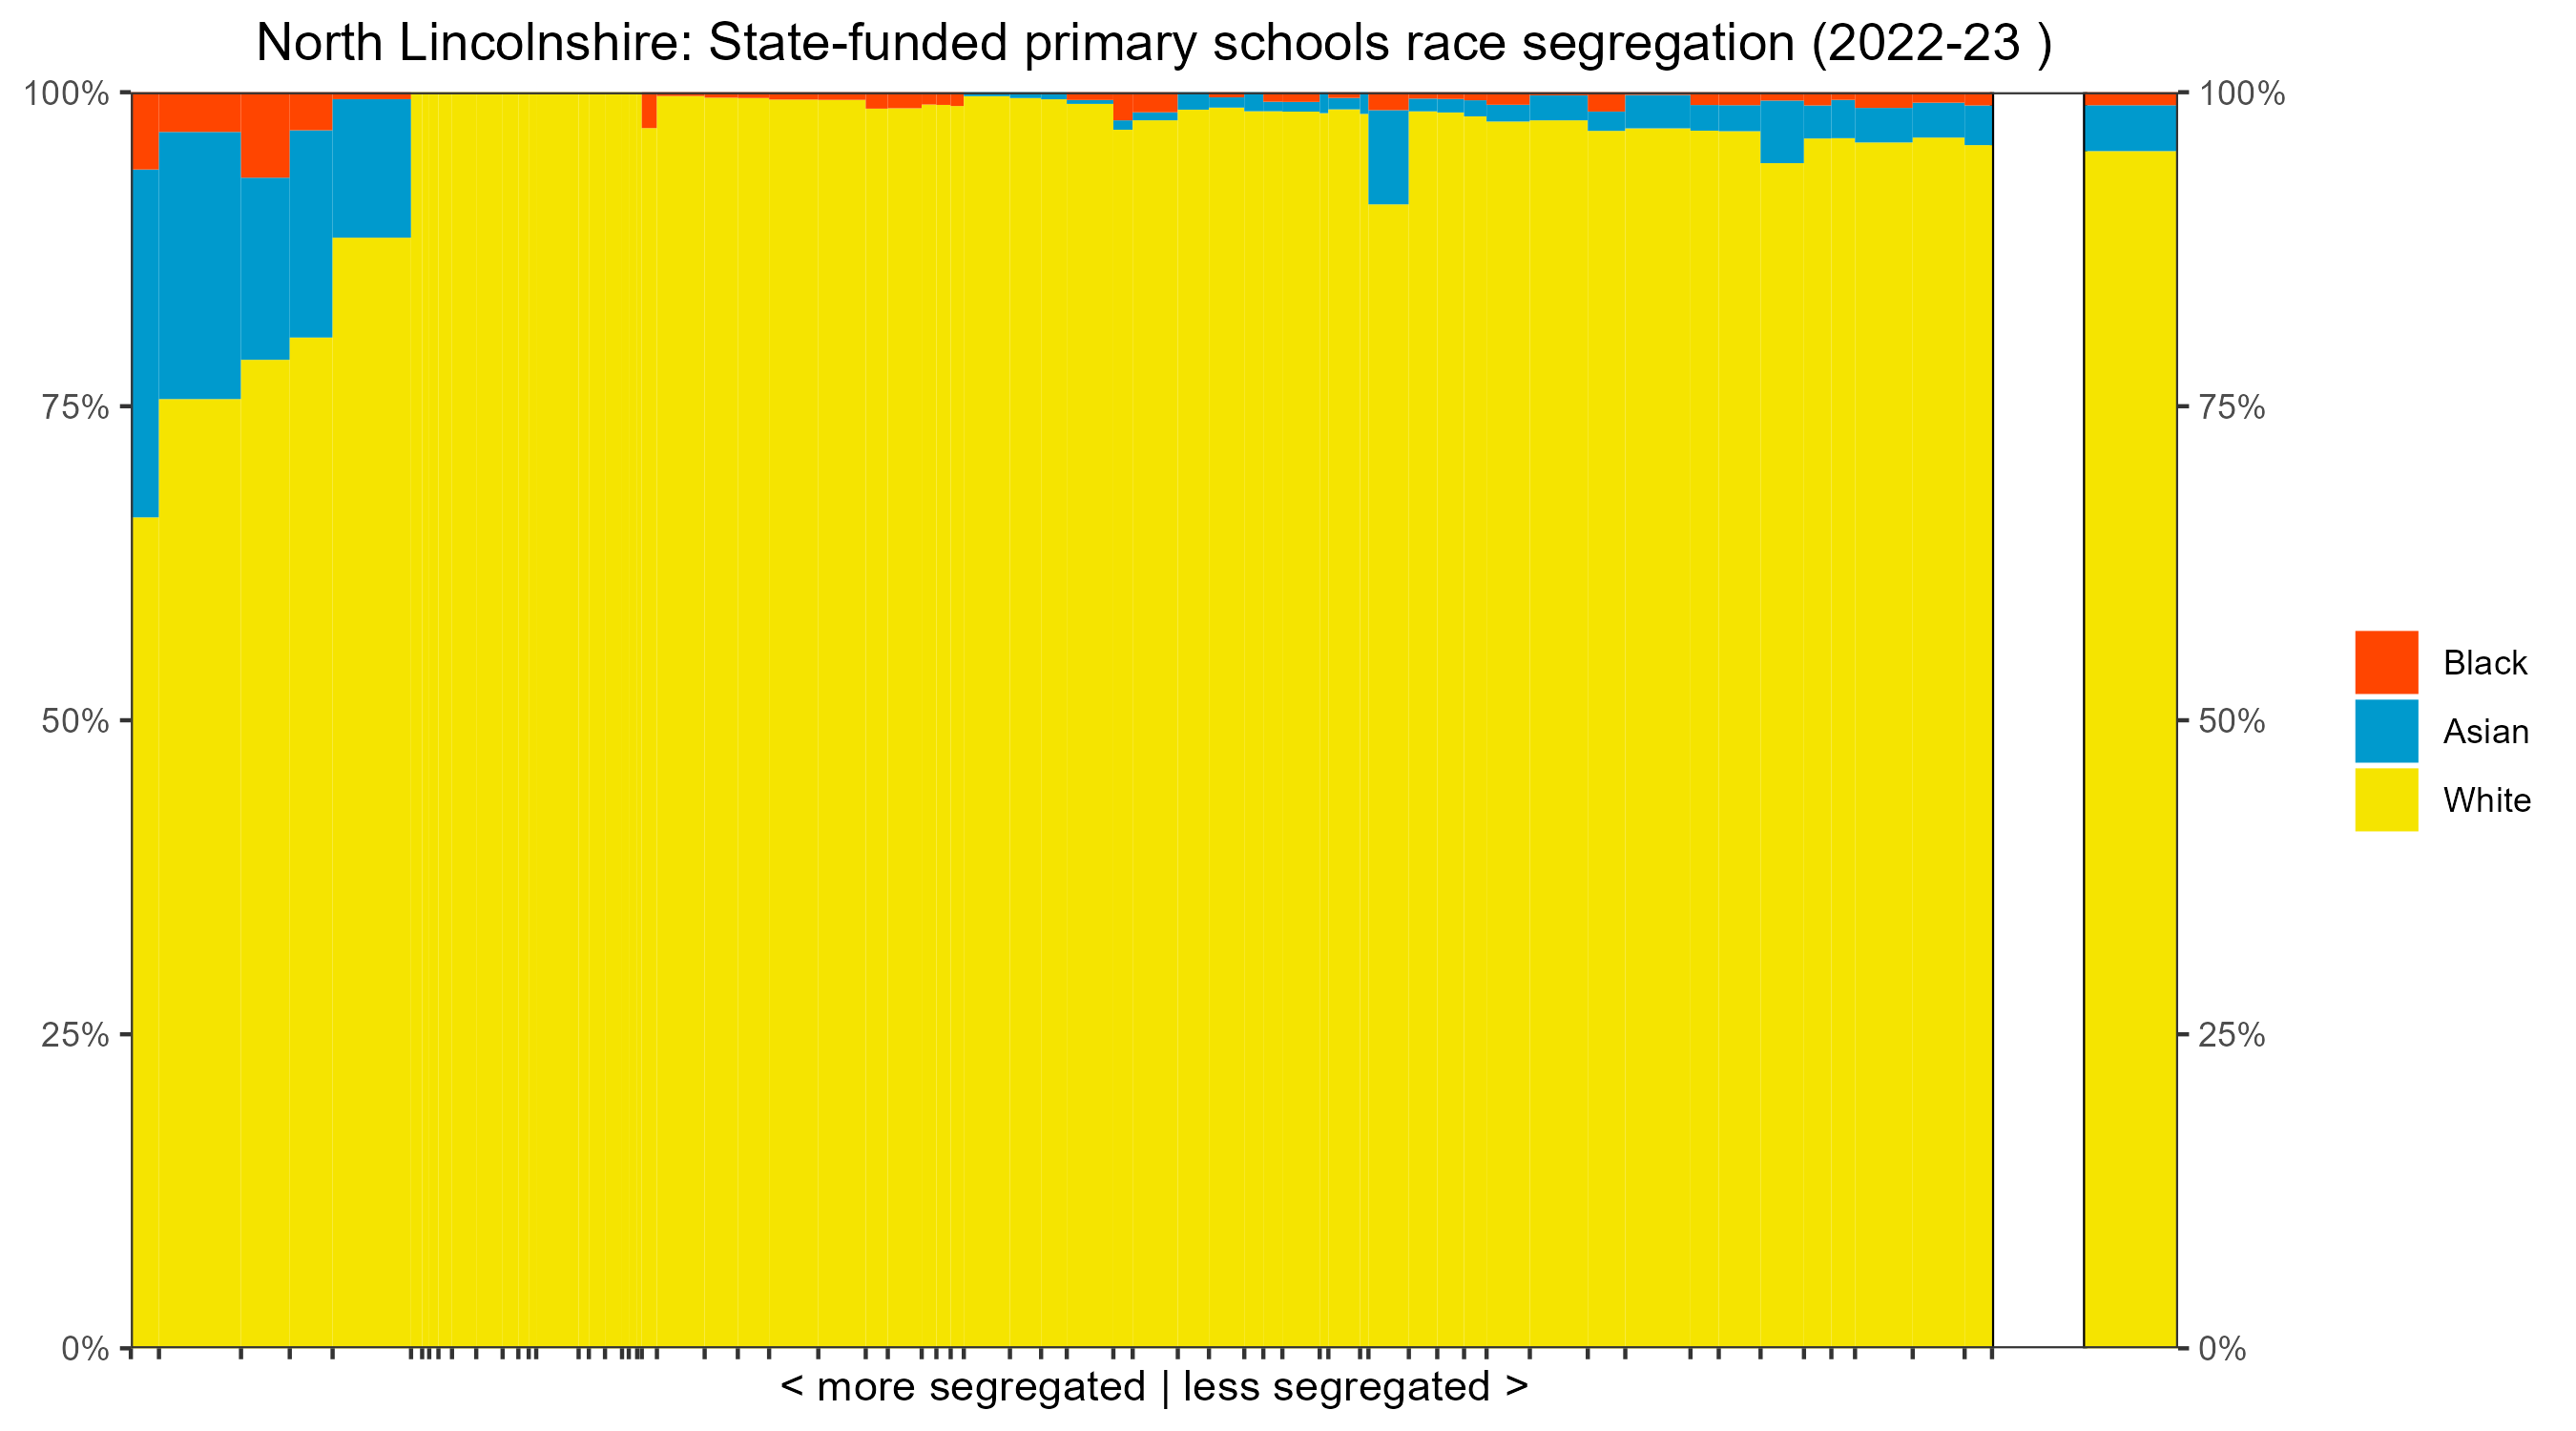 North Lincolnshire: State-funded primary schools race segregation (2022-23 )
100%
100%
75%
75%
50%
50%
25%
25%
0%
0%
Black
Asian
White
< more segregated | less segregated >